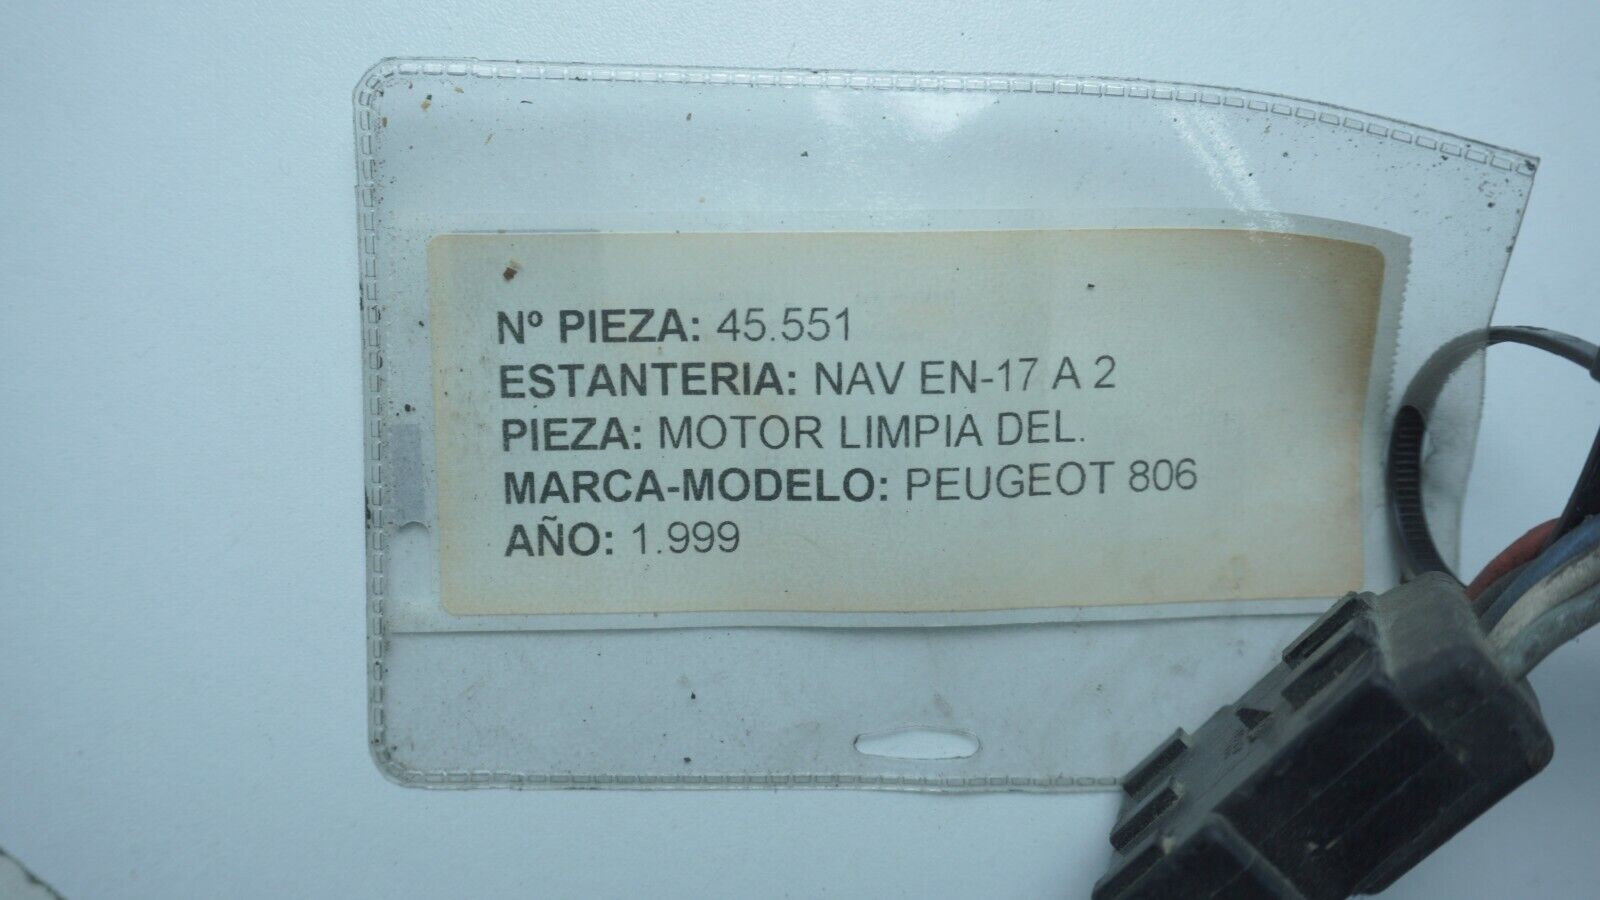 Nº PIEZA: 45.551
ESTANTERIA: NAV EN-17 A 2
PIEZA: MOTOR LIMPIA DEL.
MARCA-MODELO: PEUGEOT 806
AÑO: 1.999